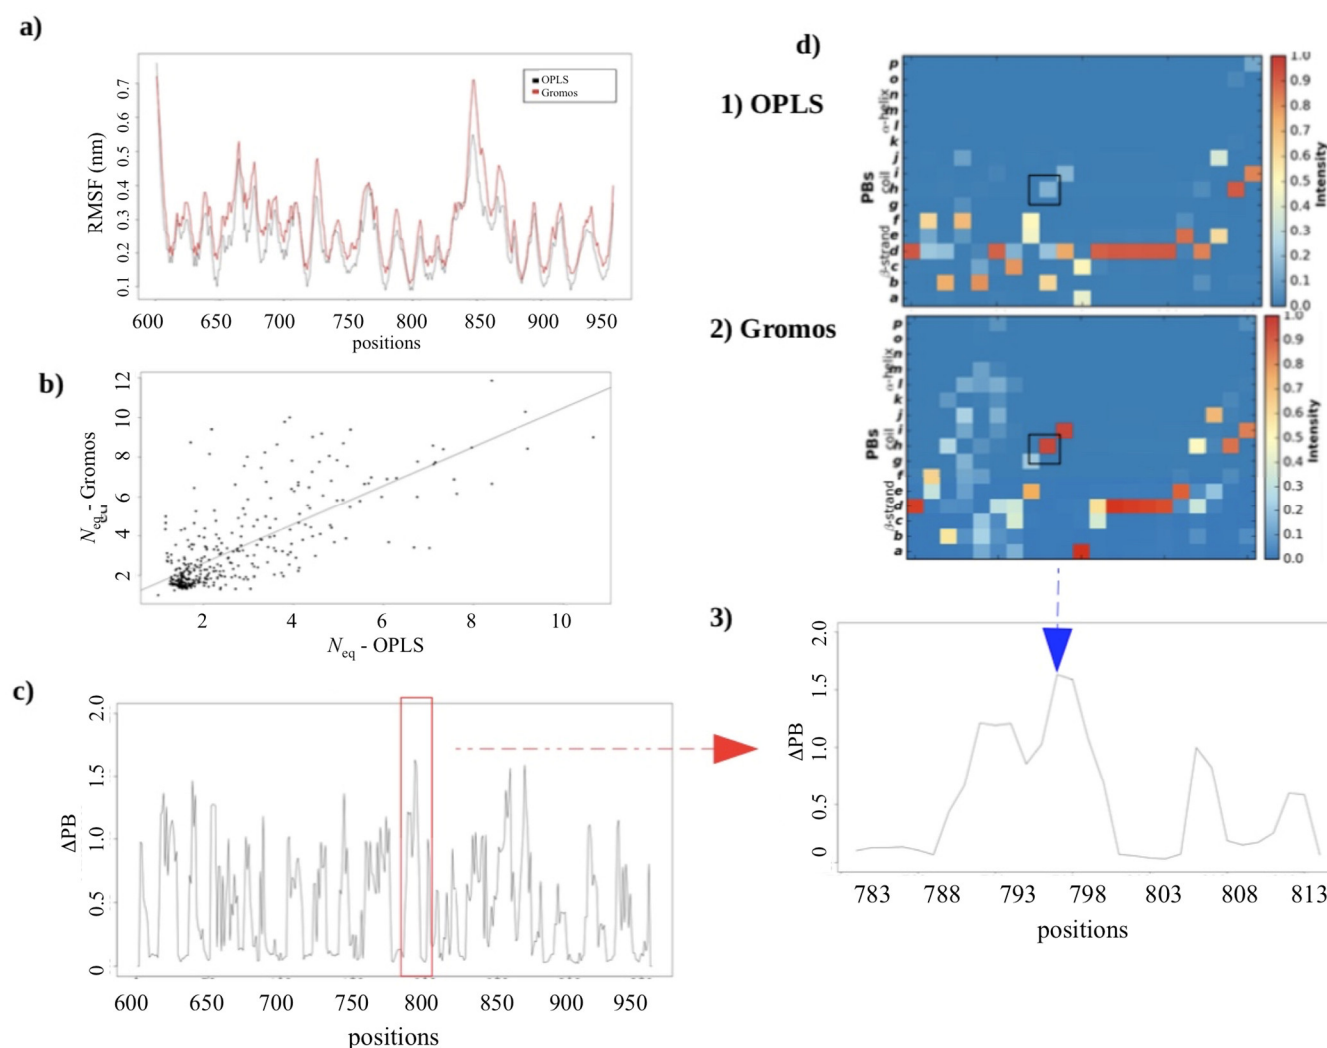 a)
OPLS
Gromos
RMSF (nm)
0.7
0.6
0.5
0.4
0.3
0.2
0.1
600 650 700 750 800 850 900 950
positions
b)
12
10
8
6
4
2
Neq - Gromos
2 4 6 8 10
Neq - OPLS
c)
2.0
1.5
1.0
0.5
0
ΔPB
600 650 700 750 800 850 900 950
positions
d)
1) OPLS
PBs
α-helix
coil
β-strand
p
o
n
m
l
k
j
i
h
g
f
e
d
c
b
a
1.0
0.9
0.8
0.7
0.6
0.5
0.4
0.3
0.2
0.1
0.0
Intensity
2) Gromos
PBs
α-helix
coil
β-strand
p
o
n
m
l
k
j
i
h
g
f
e
d
c
b
a
1.0
0.9
0.8
0.7
0.6
0.5
0.4
0.3
0.2
0.1
0.0
Intensity
3)
2.0
1.5
1.0
0.5
0
ΔPB
783 788 793 798 803 808 813
positions